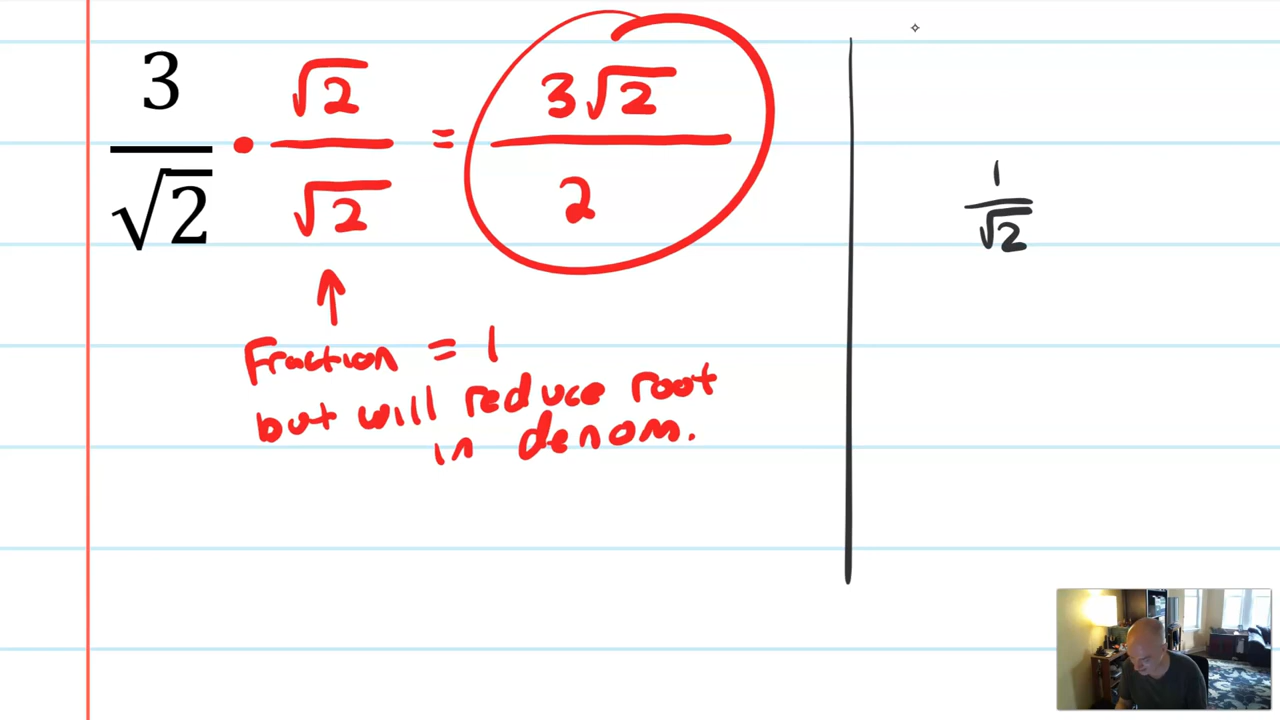 3/√2 • √2/√2 = 3√2/2
1/√2
Fraction = 1
but will reduce root
in denom.